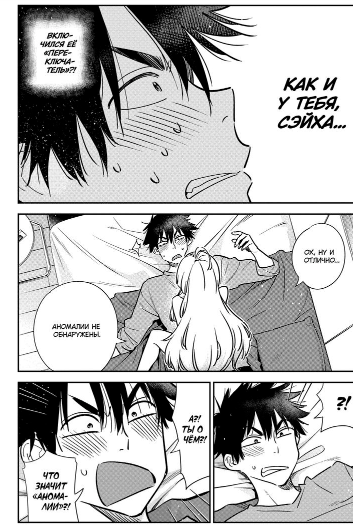 ВКЛЮ-
ЧИЛСЯ ЕЁ
«ПЕРЕ-
КЛЮЧА-
ТЕЛЬ»?!
КАК И
У ТЕБЯ,
СЭЙХА...
ОХ, НУ И
ОТЛИЧНО...
АНОМАЛИИ НЕ
ОБНАРУЖЕНЫ.
А?!
ТЫ О
ЧЁМ?!
ЧТО
ЗНАЧИТ
«АНОМА-
ЛИИ»?!
?!